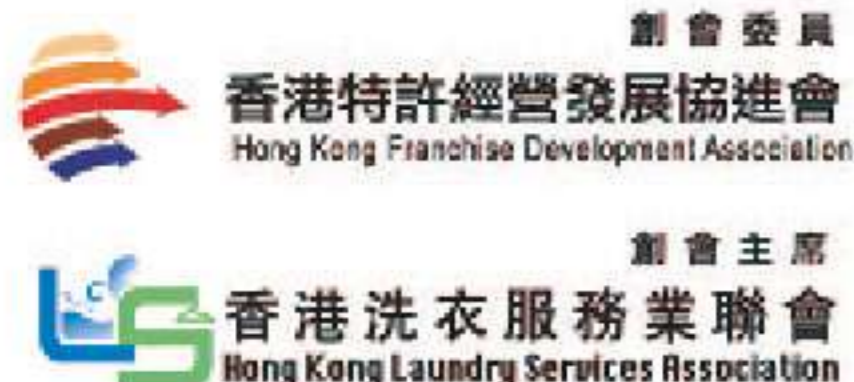 創會委員
香港特許經營發展協進會
Hong Kong Franchise Development Association
創會主席
LS
香港洗衣服務業聯會
Hong Kong Laundry Services Association